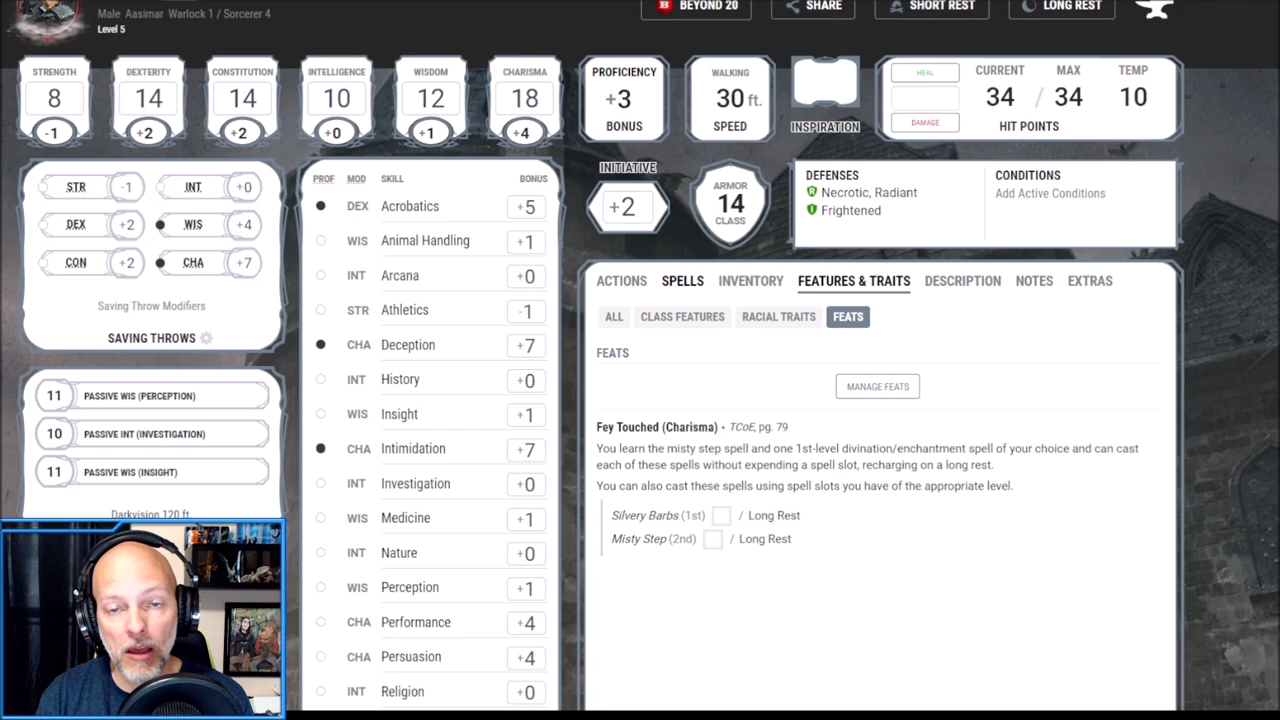 Male Aasimar Warlock 1 / Sorcerer 4
Level 5
BEYOND 20
SHARE
SHORT REST
LONG REST
STRENGTH
8
-1
DEXTERITY
14
+2
CONSTITUTION
14
+2
INTELLIGENCE
10
+0
WISDOM
12
+1
CHARISMA
18
+4
PROFICIENCY
+3
BONUS
WALKING
30 ft.
SPEED
INSPIRATION
HEAL
DAMAGE
CURRENT MAX TEMP
34 / 34 10
HIT POINTS
STR -1
INT +0
DEX +2
WIS +4
CON +2
CHA +7
Saving Throw Modifiers
SAVING THROWS
11 PASSIVE WIS (PERCEPTION)
10 PASSIVE INT (INVESTIGATION)
11 PASSIVE WIS (INSIGHT)
Darkvision 120 ft.
PROF MOD SKILL BONUS
DEX Acrobatics +5
WIS Animal Handling +1
INT Arcana +0
STR Athletics -1
CHA Deception +7
INT History +0
WIS Insight +1
CHA Intimidation +7
INT Investigation +0
WIS Medicine +1
INT Nature +0
WIS Perception +1
CHA Performance +4
CHA Persuasion +4
INT Religion +0
INITIATIVE
+2
ARMOR
14
CLASS
DEFENSES
Necrotic, Radiant
Frightened
CONDITIONS
Add Active Conditions
ACTIONS SPELLS INVENTORY FEATURES & TRAITS DESCRIPTION NOTES EXTRAS
ALL CLASS FEATURES RACIAL TRAITS FEATS
FEATS
MANAGE FEATS
Fey Touched (Charisma) • TCoE, pg. 79
You learn the misty step spell and one 1st-level divination/enchantment spell of your choice and can cast
each of these spells without expending a spell slot, recharging on a long rest.
You can also cast these spells using spell slots you have of the appropriate level.
Silvery Barbs (1st) / Long Rest
Misty Step (2nd) / Long Rest